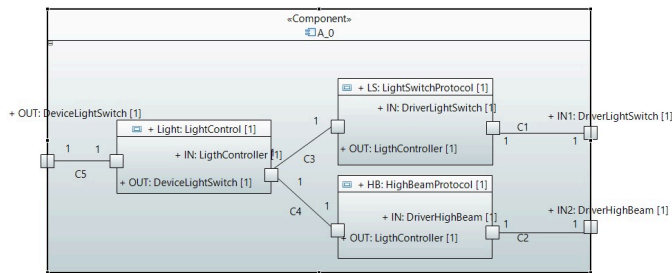 «Component»
A_0
+ OUT: DeviceLightSwitch [1]
+ LS: LightSwitchProtocol [1]
+ IN: DriverLightSwitch [1]
+ IN1: DriverLightSwitch [1]
+ Light: LightControl [1]
1
C1
1
1
1
1
+ IN: LigthController [1]
C3
+ OUT: LigthController [1]
C5
+ OUT: DeviceLightSwitch [1]
1
+ HB: HighBeamProtocol [1]
C4
1
+ IN: DriverHighBeam [1]
+ IN2: DriverHighBeam [1]
1
1
+ OUT: LigthController [1]
C2